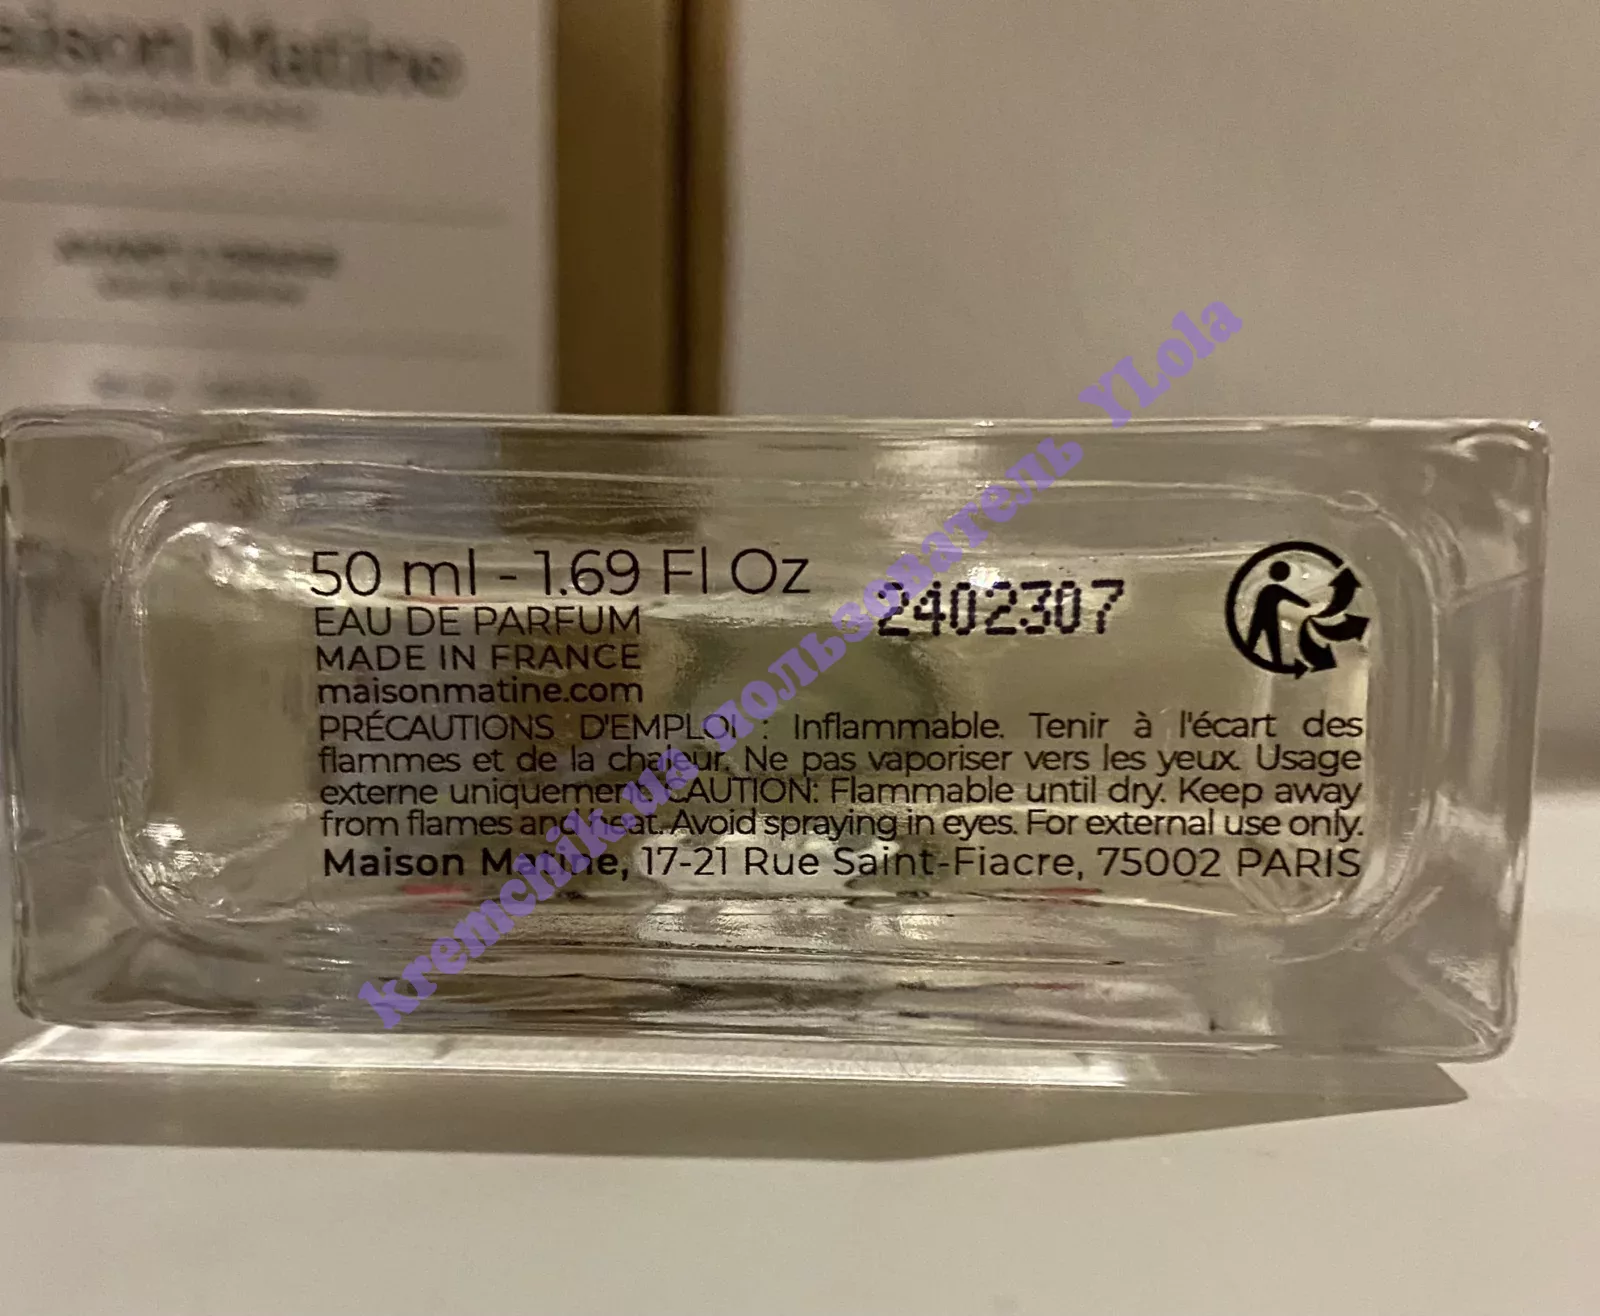 aison Matine
50 ml - 1.69 Fl Oz
2402307
EAU DE PARFUM
MADE IN FRANCE
maisonmatine.com
PRÉCAUTIONS D'EMPLOI : Inflammable. Tenir à l'écart des
flammes et de la chaleur. Ne pas vaporiser vers les yeux. Usage
externe uniquement. CAUTION: Flammable until dry. Keep away
from flames and heat. Avoid spraying in eyes. For external use only.
Maison Matine, 17-21 Rue Saint-Fiacre, 75002 PARIS
kremchik.ua пользователь YLola